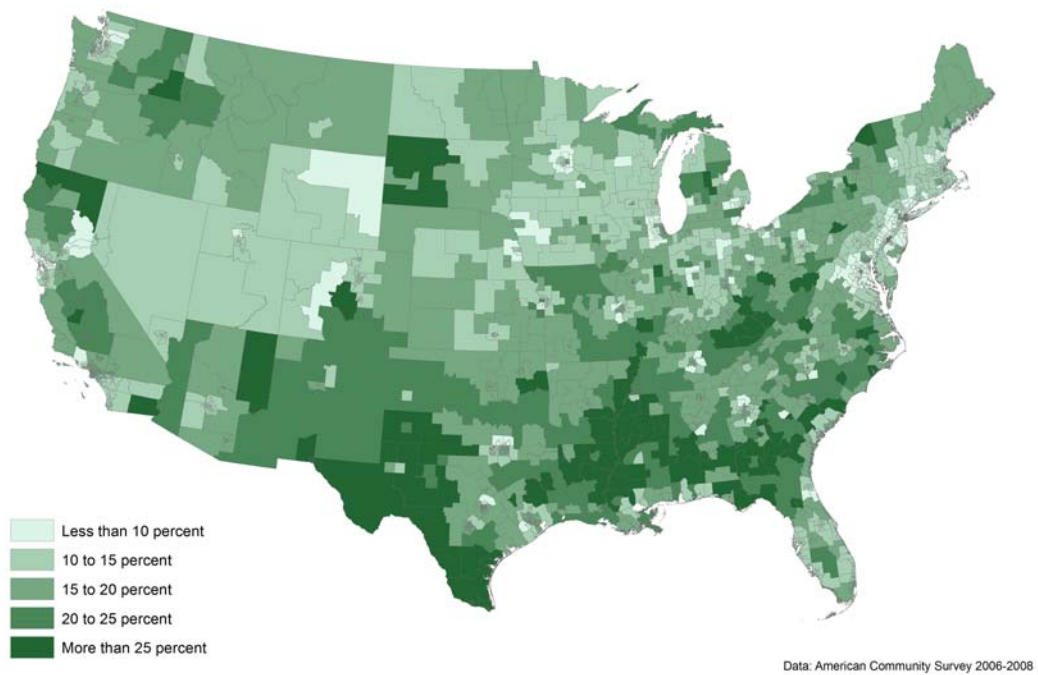 Less than 10 percent
10 to 15 percent
15 to 20 percent
20 to 25 percent
More than 25 percent
Data: American Community Survey 2006-2008